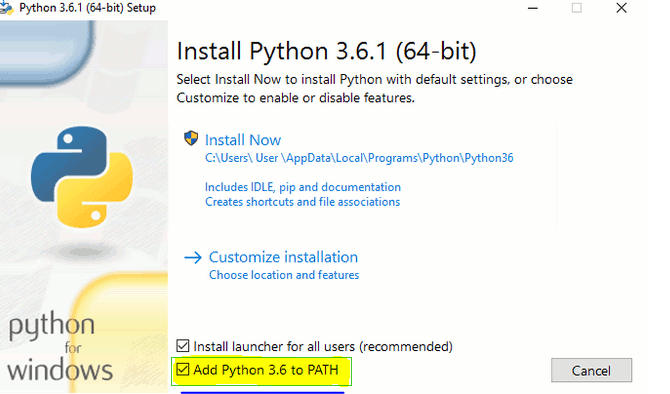 Python 3.6.1 (64-bit) Setup
Install Python 3.6.1 (64-bit)
Select Install Now to install Python with default settings, or choose
Customize to enable or disable features.
Install Now
C:\Users\ User \AppData\Local\Programs\Python\Python36
Includes IDLE, pip and documentation
Creates shortcuts and file associations
Customize installation
Choose location and features
python
for
windows
Install launcher for all users (recommended)
Add Python 3.6 to PATH
Cancel